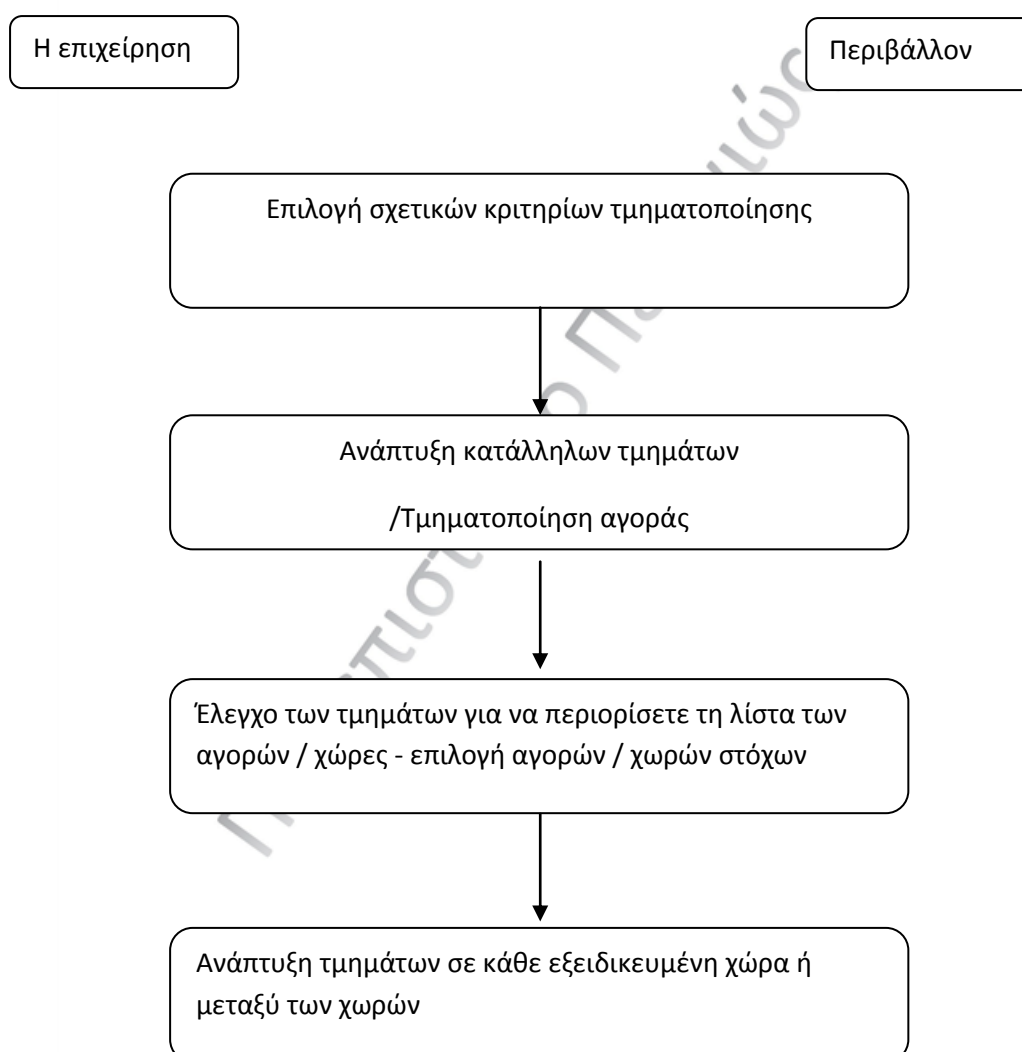 Η επιχείρηση
Περιβάλλον
Επιλογή σχετικών κριτηρίων τμηματοποίησης
Ανάπτυξη κατάλληλων τμημάτων
/Τμηματοποίηση αγοράς
Έλεγχο των τμημάτων για να περιορίσετε τη λίστα των
αγορών / χώρες - επιλογή αγορών / χωρών στόχων
Ανάπτυξη τμημάτων σε κάθε εξειδικευμένη χώρα ή
μεταξύ των χωρών